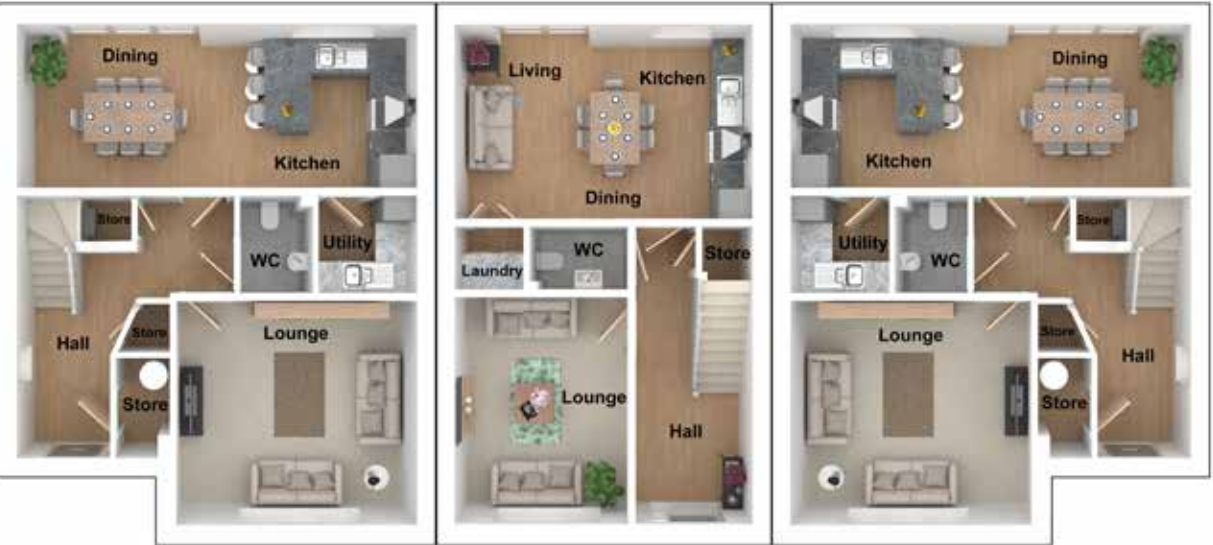 Dining
Kitchen
Store
WC
Utility
Hall
Store
Store
Lounge
Living
Kitchen
Dining
Laundry
WC
Store
Lounge
Hall
Dining
Kitchen
Utility
WC
Store
Lounge
Store
Store
Hall